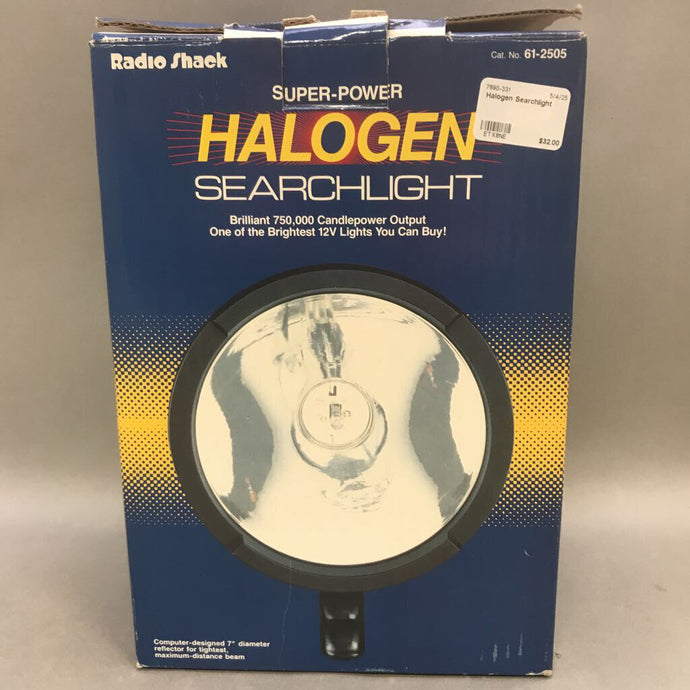 Radio Shack
Cat. No. 61-2505
7690-331 5/4/25
Halogen Searchlight
ETXBNE
$32.00
SUPER-POWER
HALOGEN
SEARCHLIGHT
Brilliant 750,000 Candlepower Output
One of the Brightest 12V Lights You Can Buy!
Computer-designed 7" diameter
reflector for tightest,
maximum-distance beam